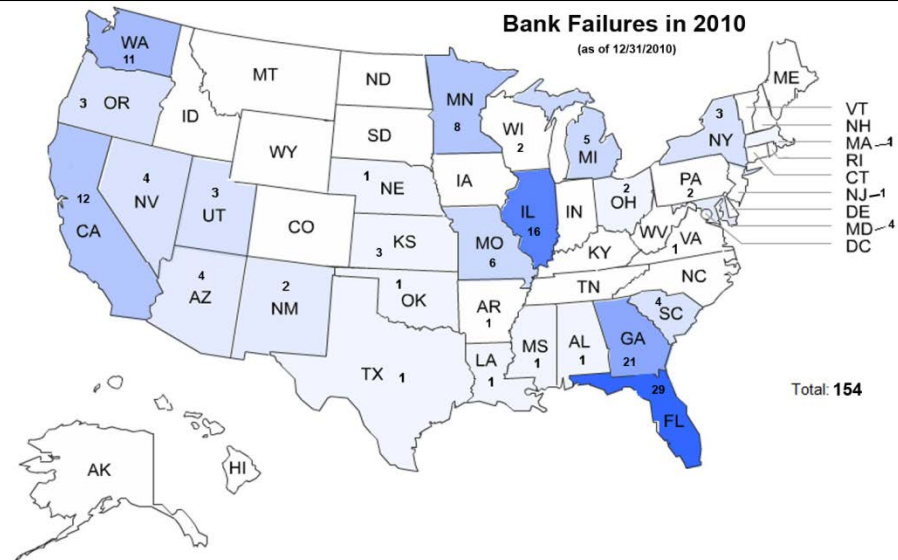 Bank Failures in 2010
(as of 12/31/2010)
WA
11
MT
ND
MN
8
ME
3 OR
ID
SD
WI
2
5
MI
3
NY
VT
NH
MA 1
RI
CT
NJ 1
DE
MD 4
DC
WY
1
NE
IA
PA
2
2
OH
4
NV
3
UT
CO
12
CA
KS
3
MO
6
IL
16
IN
WV
1
VA
KY
4
AZ
2
NM
1
OK
AR
1
TN
NC
4
SC
TX 1
LA
1
MS
1
AL
1
GA
21
29
FL
Total: 154
AK
HI